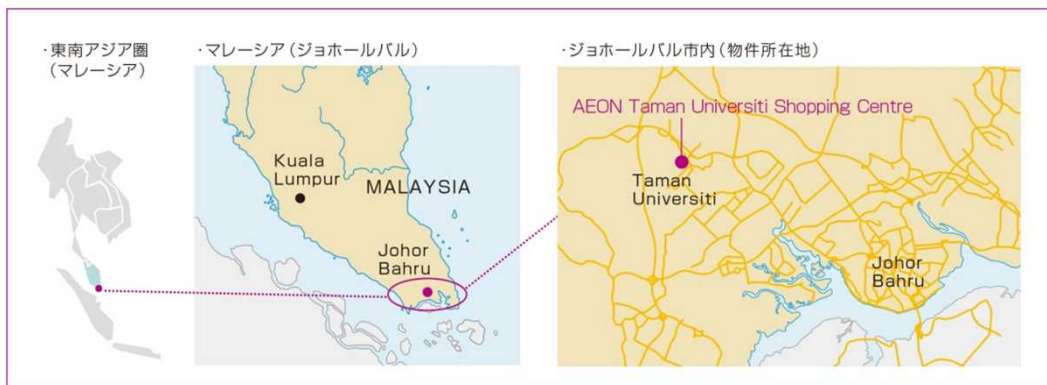 ・東南アジア圏
（マレーシア）
・マレーシア（ジョホールバル）
Kuala
Lumpur
MALAYSIA
Johor
Bahru
・ジョホールバル市内（物件所在地）
AEON Taman Universiti Shopping Centre
Taman
Universiti
Johor
Bahru